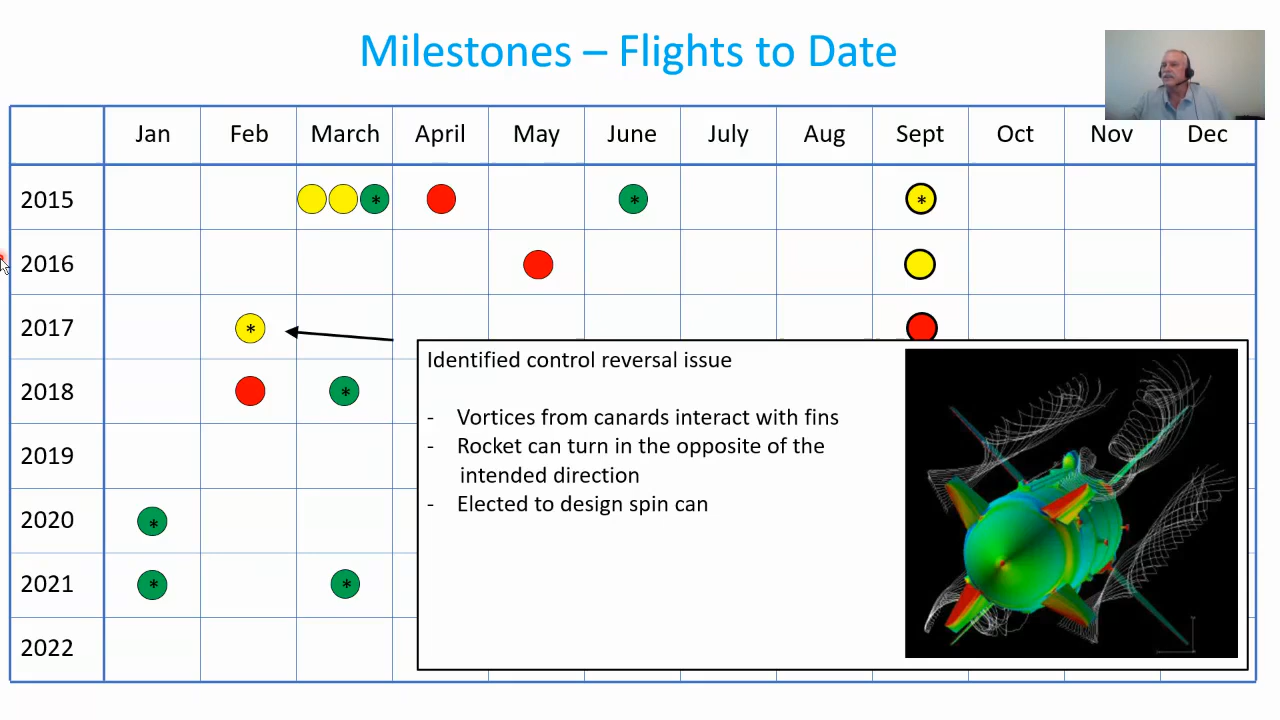 Milestones – Flights to Date
Jan Feb March April May June July Aug Sept Oct Nov Dec
2015 * * *
2016
2017 *
Identified control reversal issue
2018 *
- Vortices from canards interact with fins
- Rocket can turn in the opposite of the
2019
intended direction
- Elected to design spin can
2020 *
2021 * *
2022